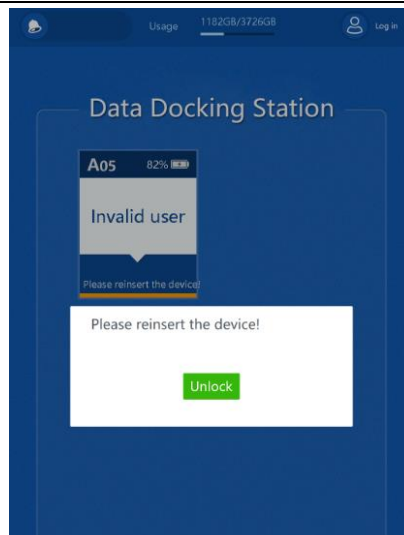 Usage 1182GB/3726GB Log in
Data Docking Station
A05 82%
Invalid user
Please reinsert the device!
Please reinsert the device!
Unlock